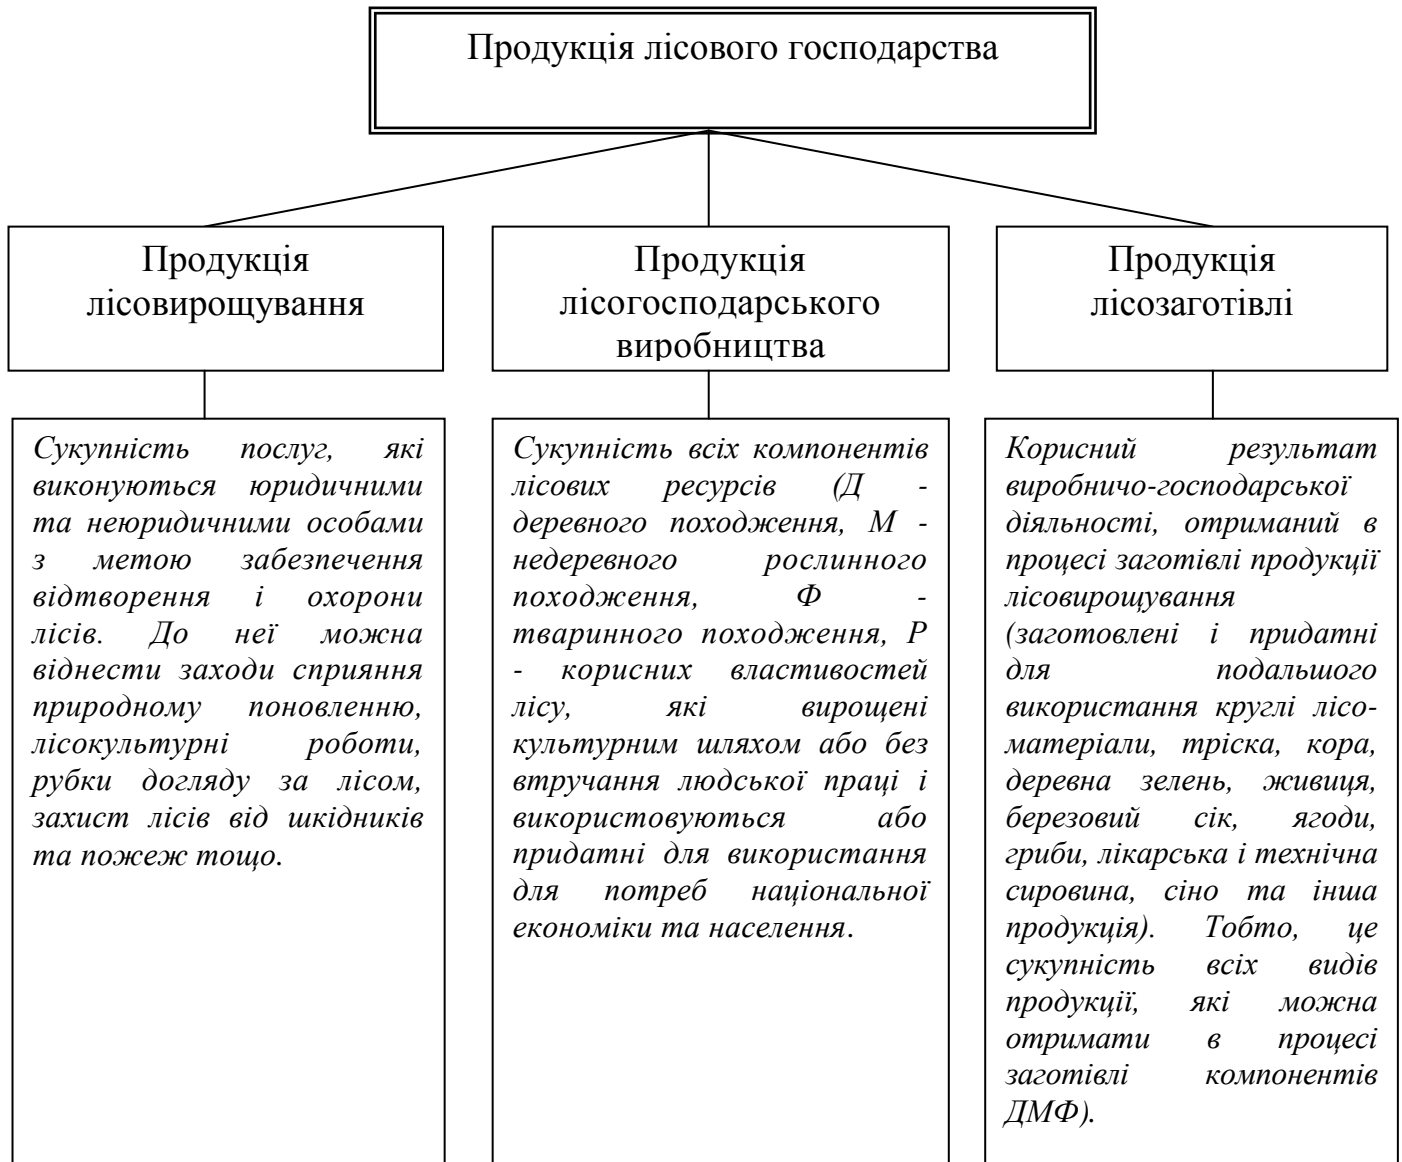 Продукція лісового господарства
Продукція
лісовирощування
Продукція
лісогосподарського
виробництва
Продукція
лісозаготівлі
Сукупність послуг, які
виконуються юридичними
та неюридичними особами
з метою забезпечення
відтворення і охорони
лісів. До неї можна
віднести заходи сприяння
природному поновленню,
лісокультурні роботи,
рубки догляду за лісом,
захист лісів від шкідників
та пожеж тощо.
Сукупність всіх компонентів
лісових ресурсів (Д -
деревного походження, М -
недеревного рослинного
походження, Ф -
тваринного походження, Р
- корисних властивостей
лісу, які вирощені
культурним шляхом або без
втручання людської праці і
використовуються або
придатні для використання
для потреб національної
економіки та населення.
Корисний результат
виробничо-господарської
діяльності, отриманий в
процесі заготівлі продукції
лісовирощування
(заготовлені і придатні
для подальшого
використання круглі лісо-
матеріали, тріска, кора,
деревна зелень, живиця,
березовий сік, ягоди,
гриби, лікарська і технічна
сировина, сіно та інша
продукція). Тобто, це
сукупність всіх видів
продукції, які можна
отримати в процесі
заготівлі компонентів
ДМФ).